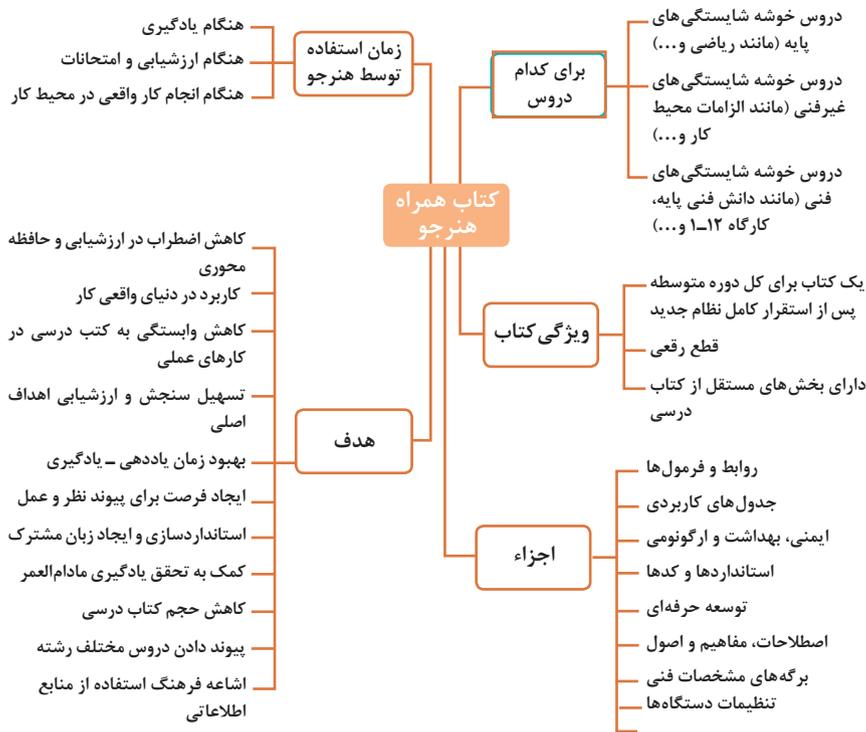 کتاب همراه
هنرجو
برای کدام
دروس
دروس خوشه شایستگی‌های
پایه (مانند ریاضی و...)
دروس خوشه شایستگی‌های
غیرفنی (مانند الزامات محیط
کار و...)
دروس خوشه شایستگی‌های
فنی (مانند دانش فنی پایه،
کارگاه ۱۲–۱ و...)
ویژگی کتاب
یک کتاب برای کل دوره متوسطه
پس از استقرار کامل نظام جدید
قطع رقعی
دارای بخش‌های مستقل از کتاب
درسی
اجزاء
روابط و فرمول‌ها
جدول‌های کاربردی
ایمنی، بهداشت و ارگونومی
استانداردها و کدها
توسعه حرفه‌ای
اصطلاحات، مفاهیم و اصول
برگه‌های مشخصات فنی
تنظیمات دستگاه‌ها
زمان استفاده
توسط هنرجو
هنگام یادگیری
هنگام ارزشیابی و امتحانات
هنگام انجام کار واقعی در محیط کار
هدف
کاهش اضطراب در ارزشیابی و حافظه
محوری
کاربرد در دنیای واقعی کار
کاهش وابستگی به کتب درسی در
کارهای عملی
تسهیل سنجش و ارزشیابی اهداف
اصلی
بهبود زمان یاددهی – یادگیری
ایجاد فرصت برای پیوند نظر و عمل
استانداردسازی و ایجاد زبان مشترک
کمک به تحقق یادگیری مادام‌العمر
کاهش حجم کتاب درسی
پیوند دادن دروس مختلف رشته
اشاعه فرهنگ استفاده از منابع
اطلاعاتی